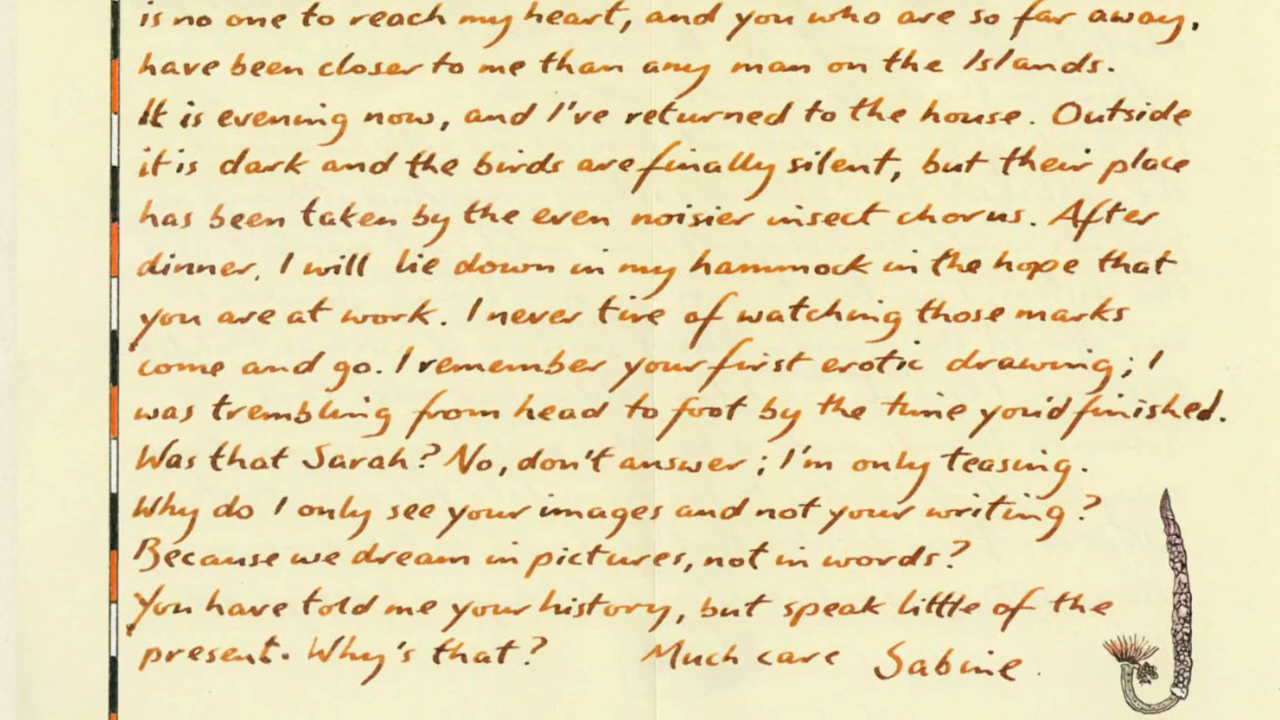 is no one to reach my heart, and you who are so far away,
have been closer to me than any man on the Islands.
It is evening now, and I've returned to the house. Outside
it is dark and the birds are finally silent, but their place
has been taken by the even noisier insect chorus. After
dinner, I will lie down in my hammock in the hope that
you are at work. I never tire of watching those marks
come and go. I remember your first erotic drawing; I
was trembling from head to foot by the time you'd finished.
Was that Sarah? No, don't answer; I'm only teasing.
Why do I only see your images and not your writing?
Because we dream in pictures, not in words?
You have told me your history, but speak little of the
present. Why's that? Much care Sabine.